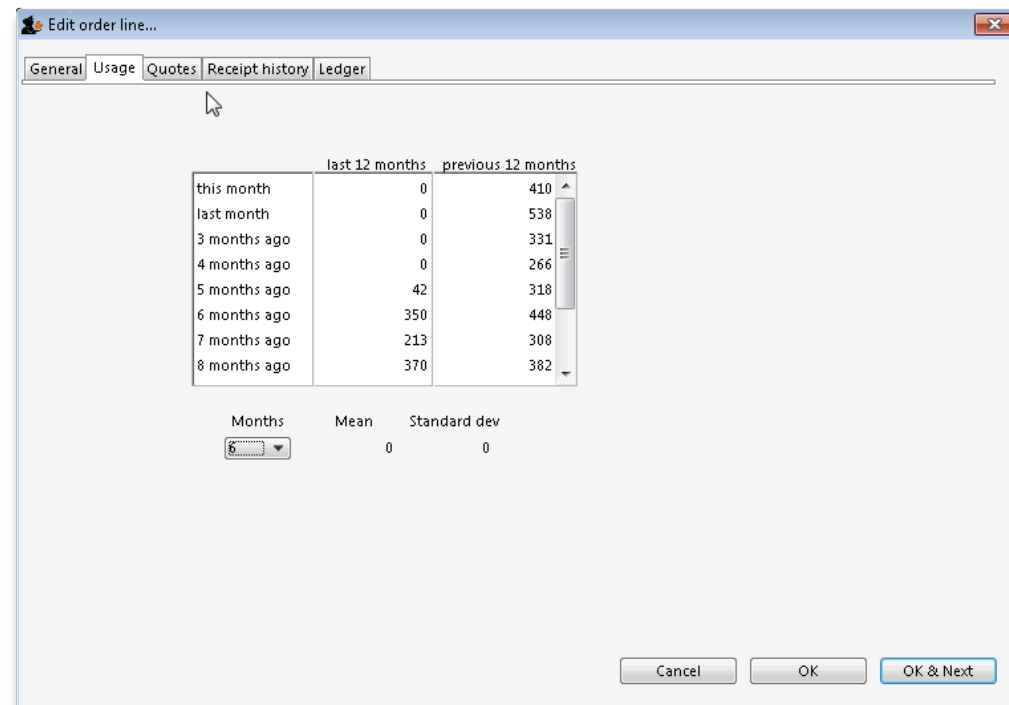 Edit order line...
General Usage Quotes Receipt history Ledger
last 12 months previous 12 months
this month 0 410
last month 0 538
3 months ago 0 331
4 months ago 0 266
5 months ago 42 318
6 months ago 350 448
7 months ago 213 308
8 months ago 370 382
Months Mean Standard dev
6 0 0
Cancel OK OK & Next